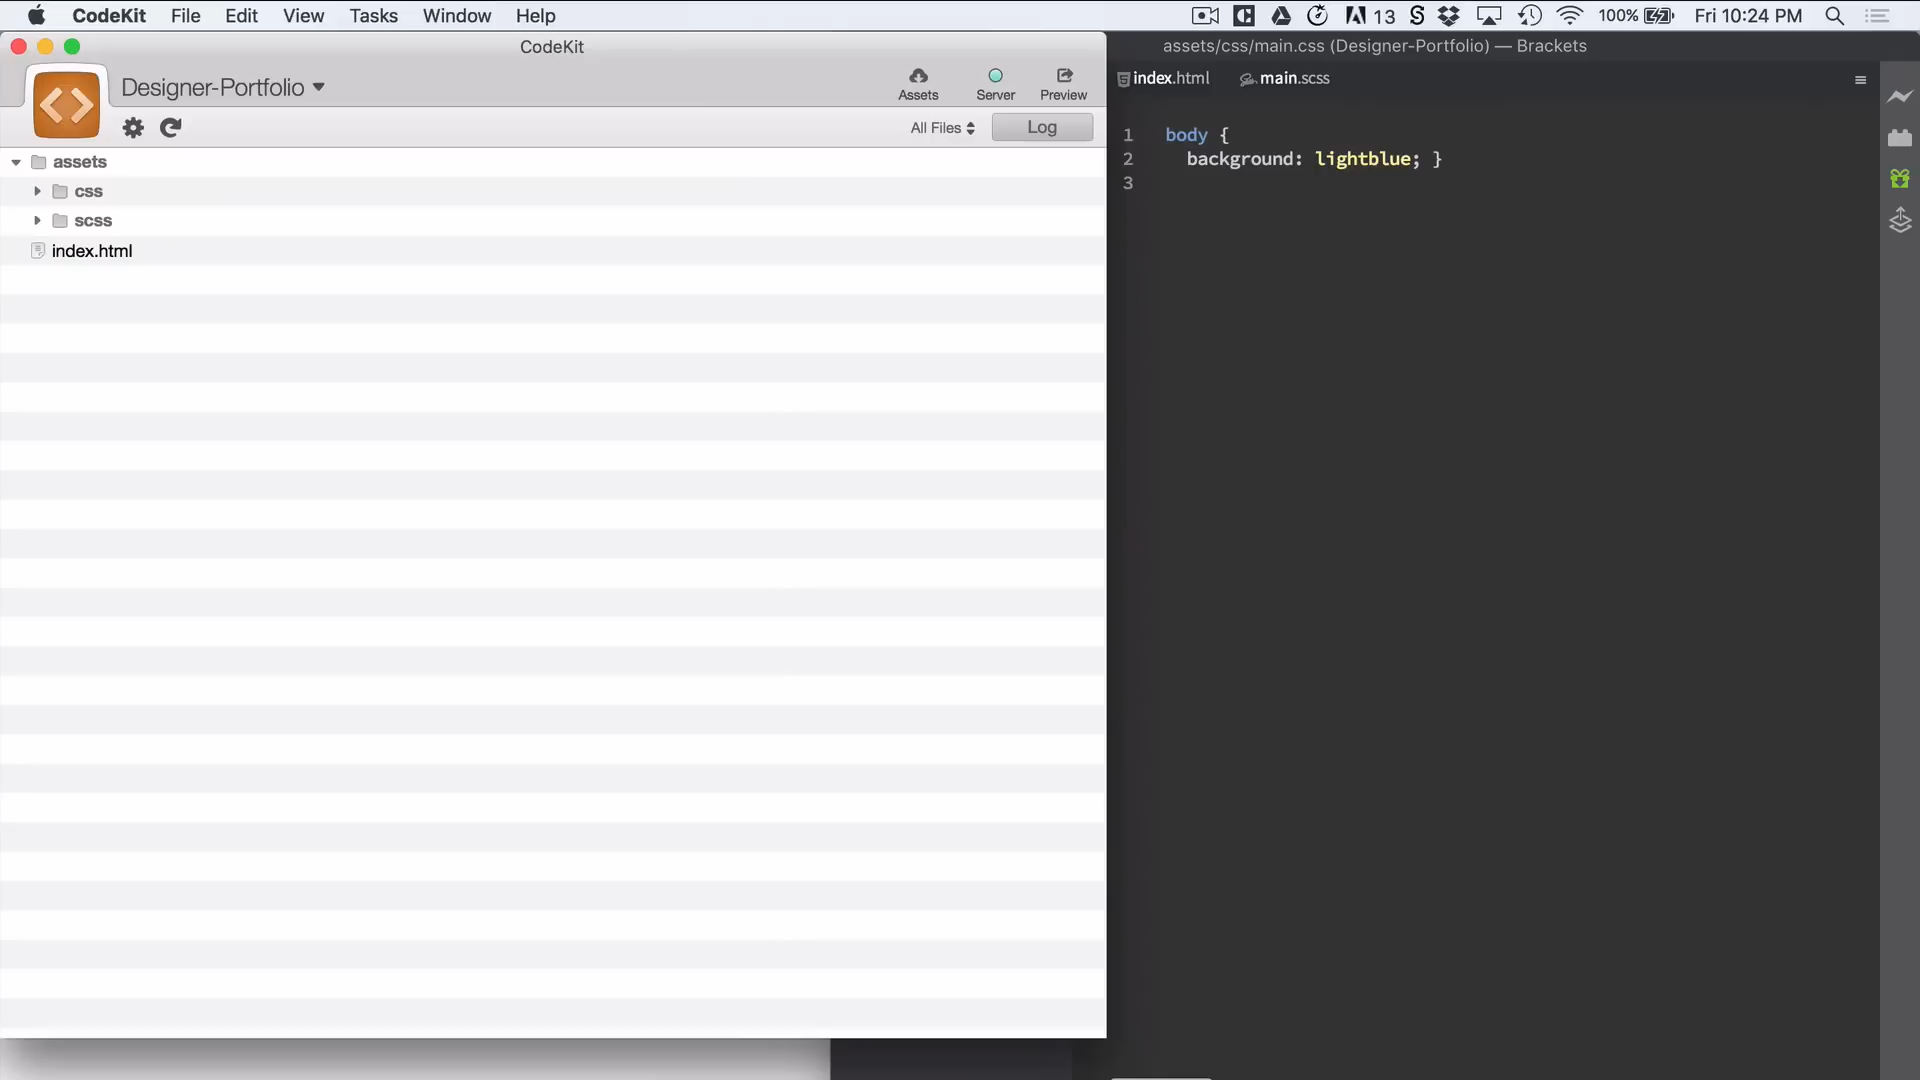 CodeKit File Edit View Tasks Window Help 13 S 100% Fri 10:24 PM
CodeKit
Designer-Portfolio
Assets Server Preview
All Files Log
assets
css
scss
index.html
assets/css/main.css (Designer-Portfolio) — Brackets
index.html main.scss
1 body {
2 background: lightblue; }
3